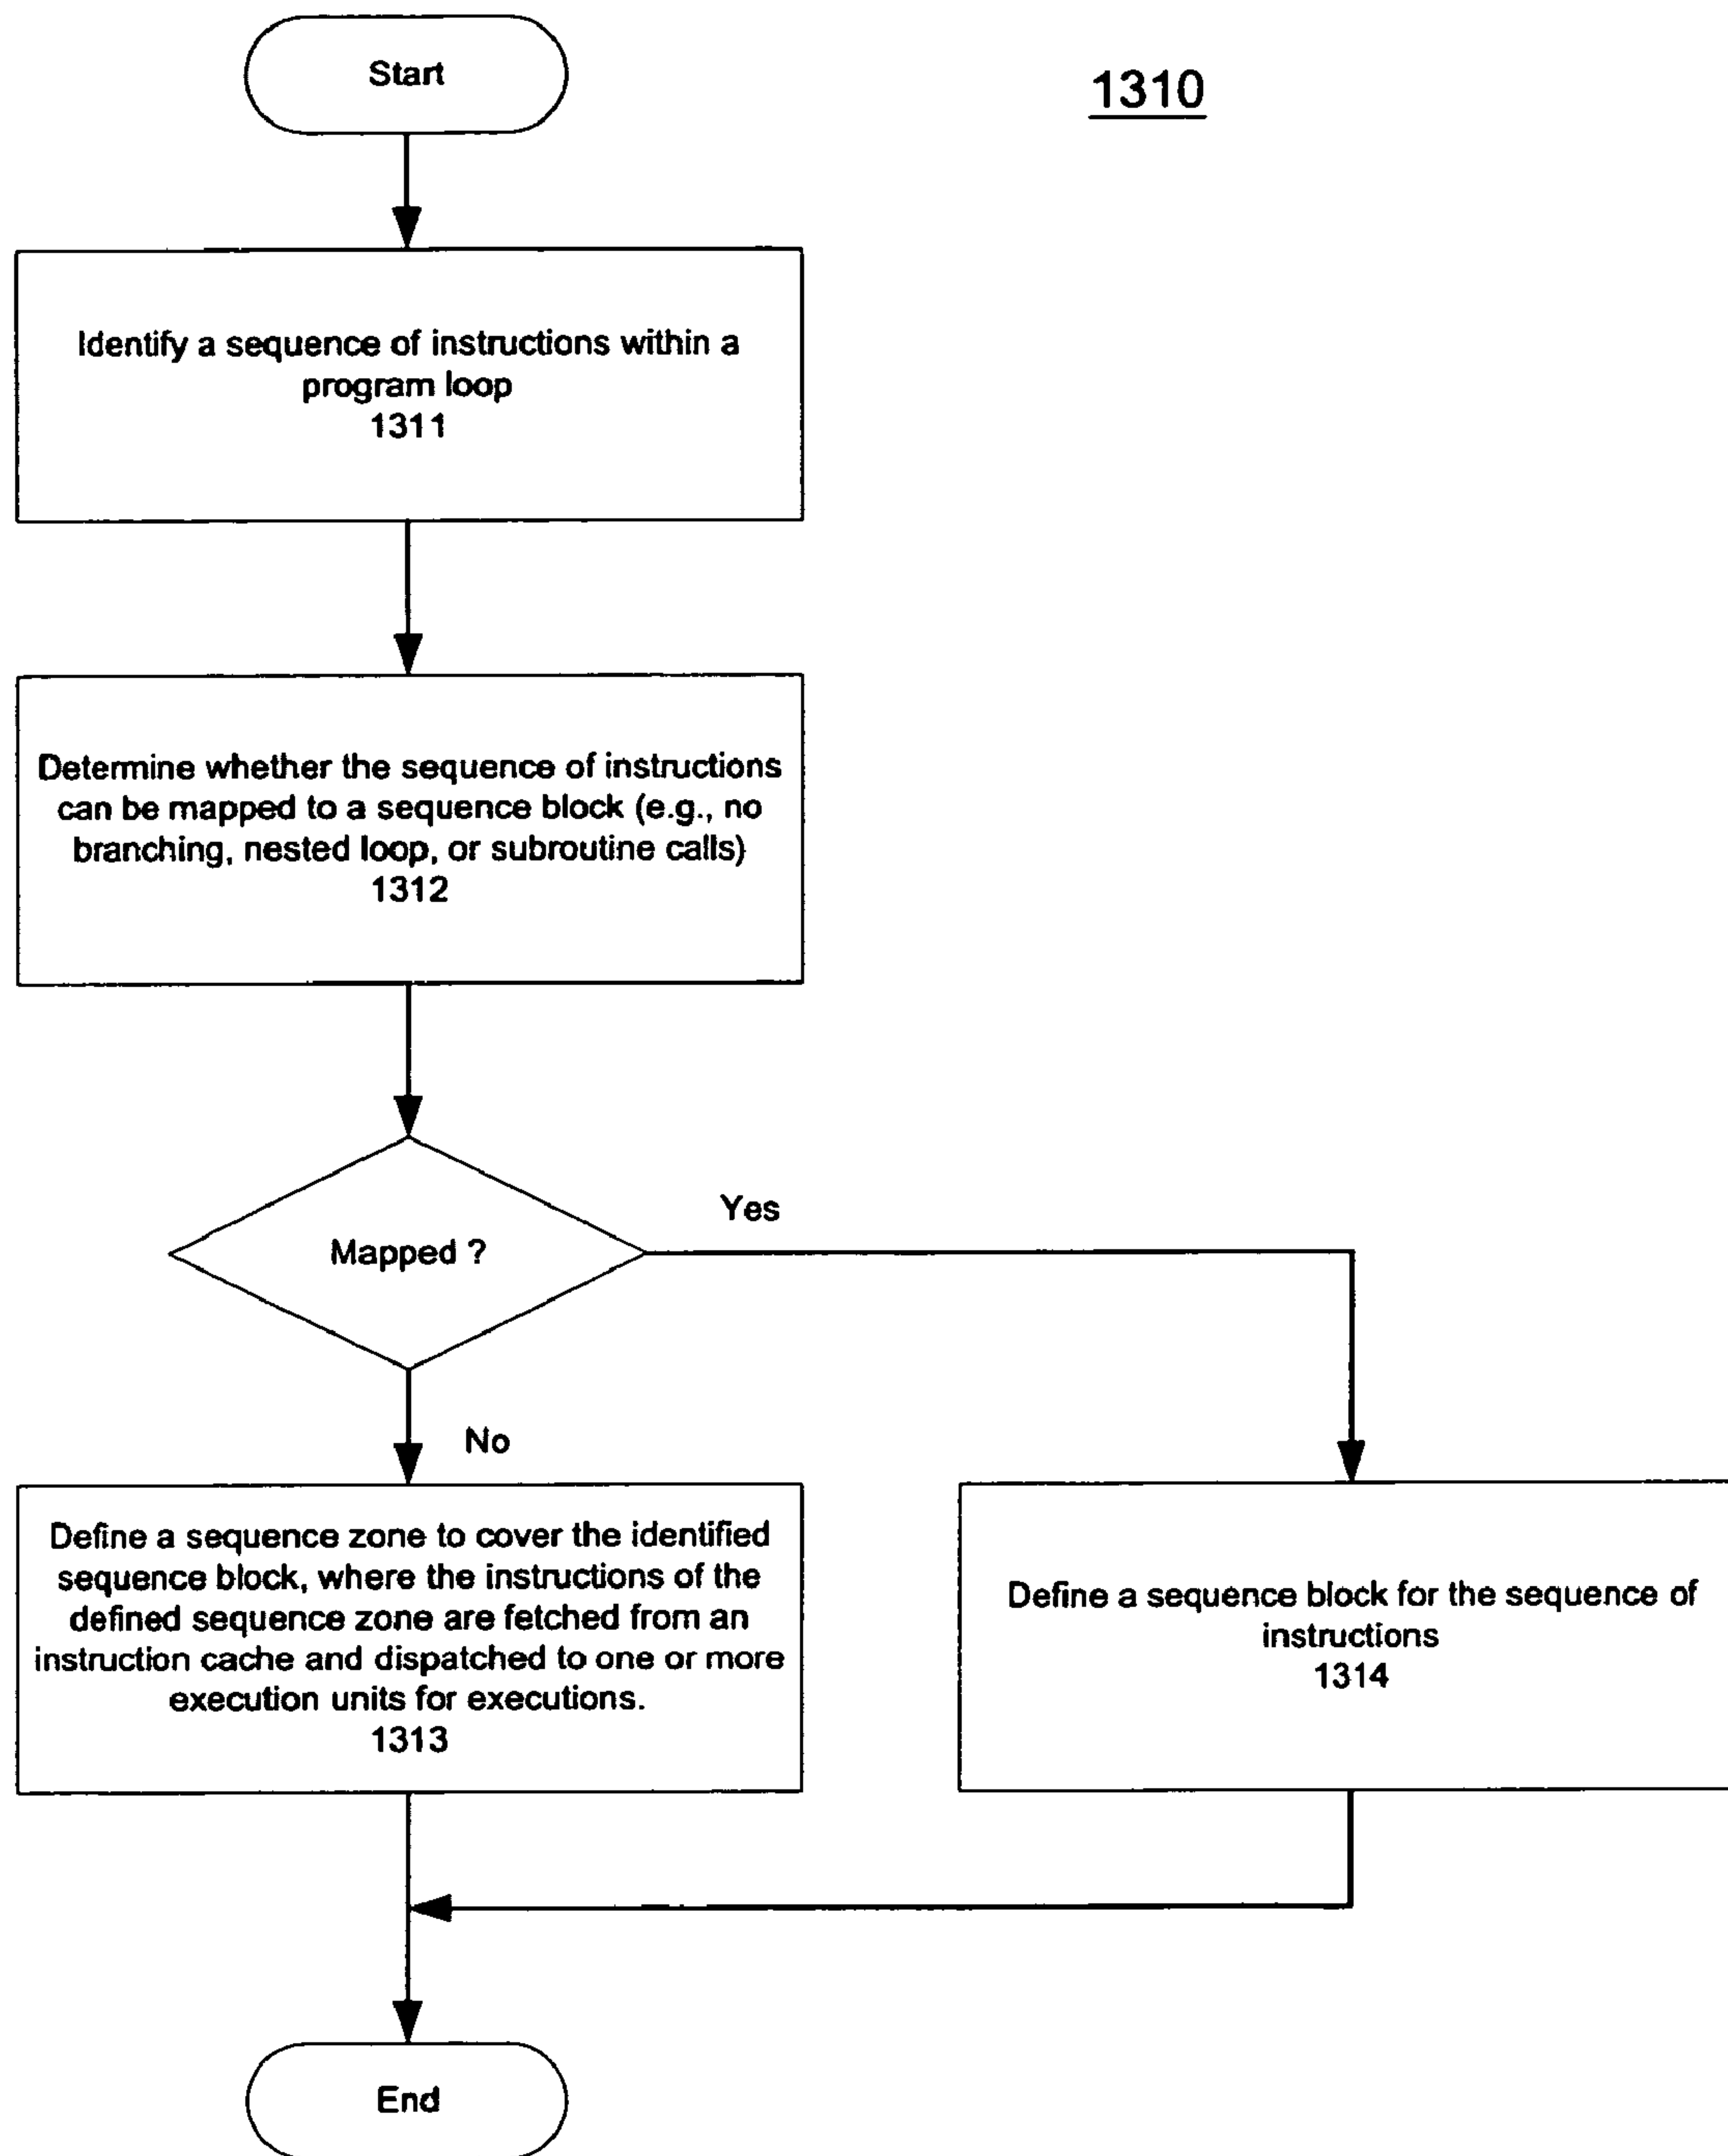 Start
1310
Identify a sequence of instructions within a
program loop
1311
Determine whether the sequence of instructions
can be mapped to a sequence block (e.g., no
branching, nested loop, or subroutine calls)
1312
Mapped ?
Yes
No
Define a sequence zone to cover the identified
sequence block, where the instructions of the
defined sequence zone are fetched from an
instruction cache and dispatched to one or more
execution units for executions.
1313
Define a sequence block for the sequence of
instructions
1314
End